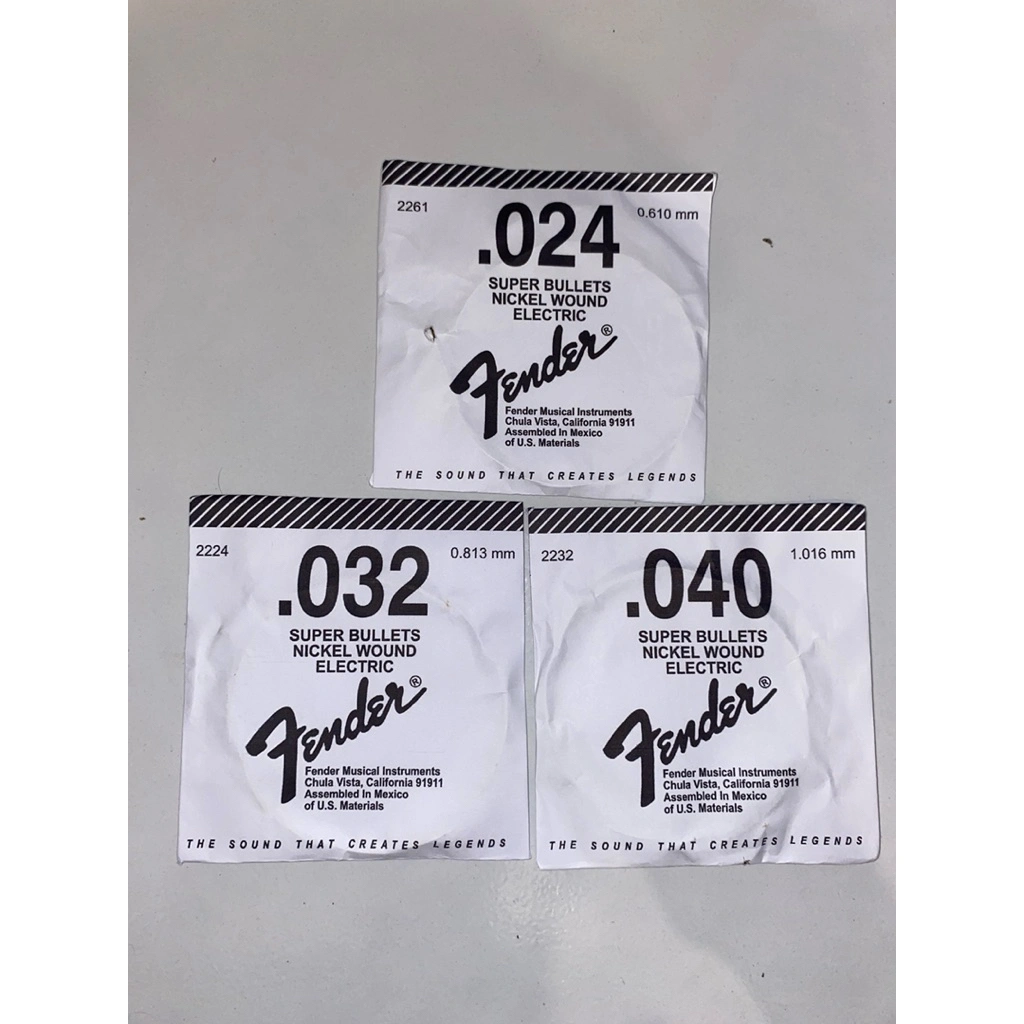 2261
.024
0.610 mm
SUPER BULLETS
NICKEL WOUND
ELECTRIC
Fender®
Fender Musical Instruments
Chula Vista, California 91911
Assembled In Mexico
of U.S. Materials
THE SOUND THAT CREATES LEGENDS
2224
.032
0.813 mm
SUPER BULLETS
NICKEL WOUND
ELECTRIC
Fender®
Fender Musical Instruments
Chula Vista, California 91911
Assembled In Mexico
of U.S. Materials
THE SOUND THAT CREATES LEGENDS
2232
.040
1.016 mm
SUPER BULLETS
NICKEL WOUND
ELECTRIC
Fender®
Fender Musical Instruments
Chula Vista, California 91911
Assembled In Mexico
of U.S. Materials
THE SOUND THAT CREATES LEGENDS